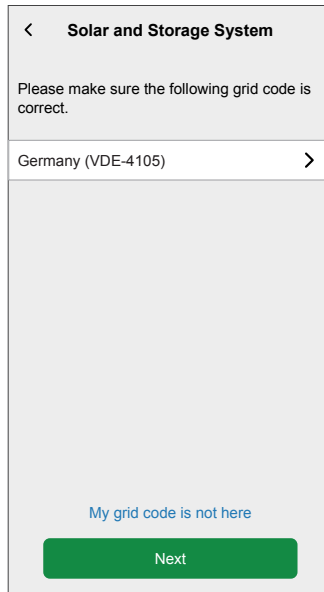 Solar and Storage System
Please make sure the following grid code is
correct.
Germany (VDE-4105)
My grid code is not here
Next